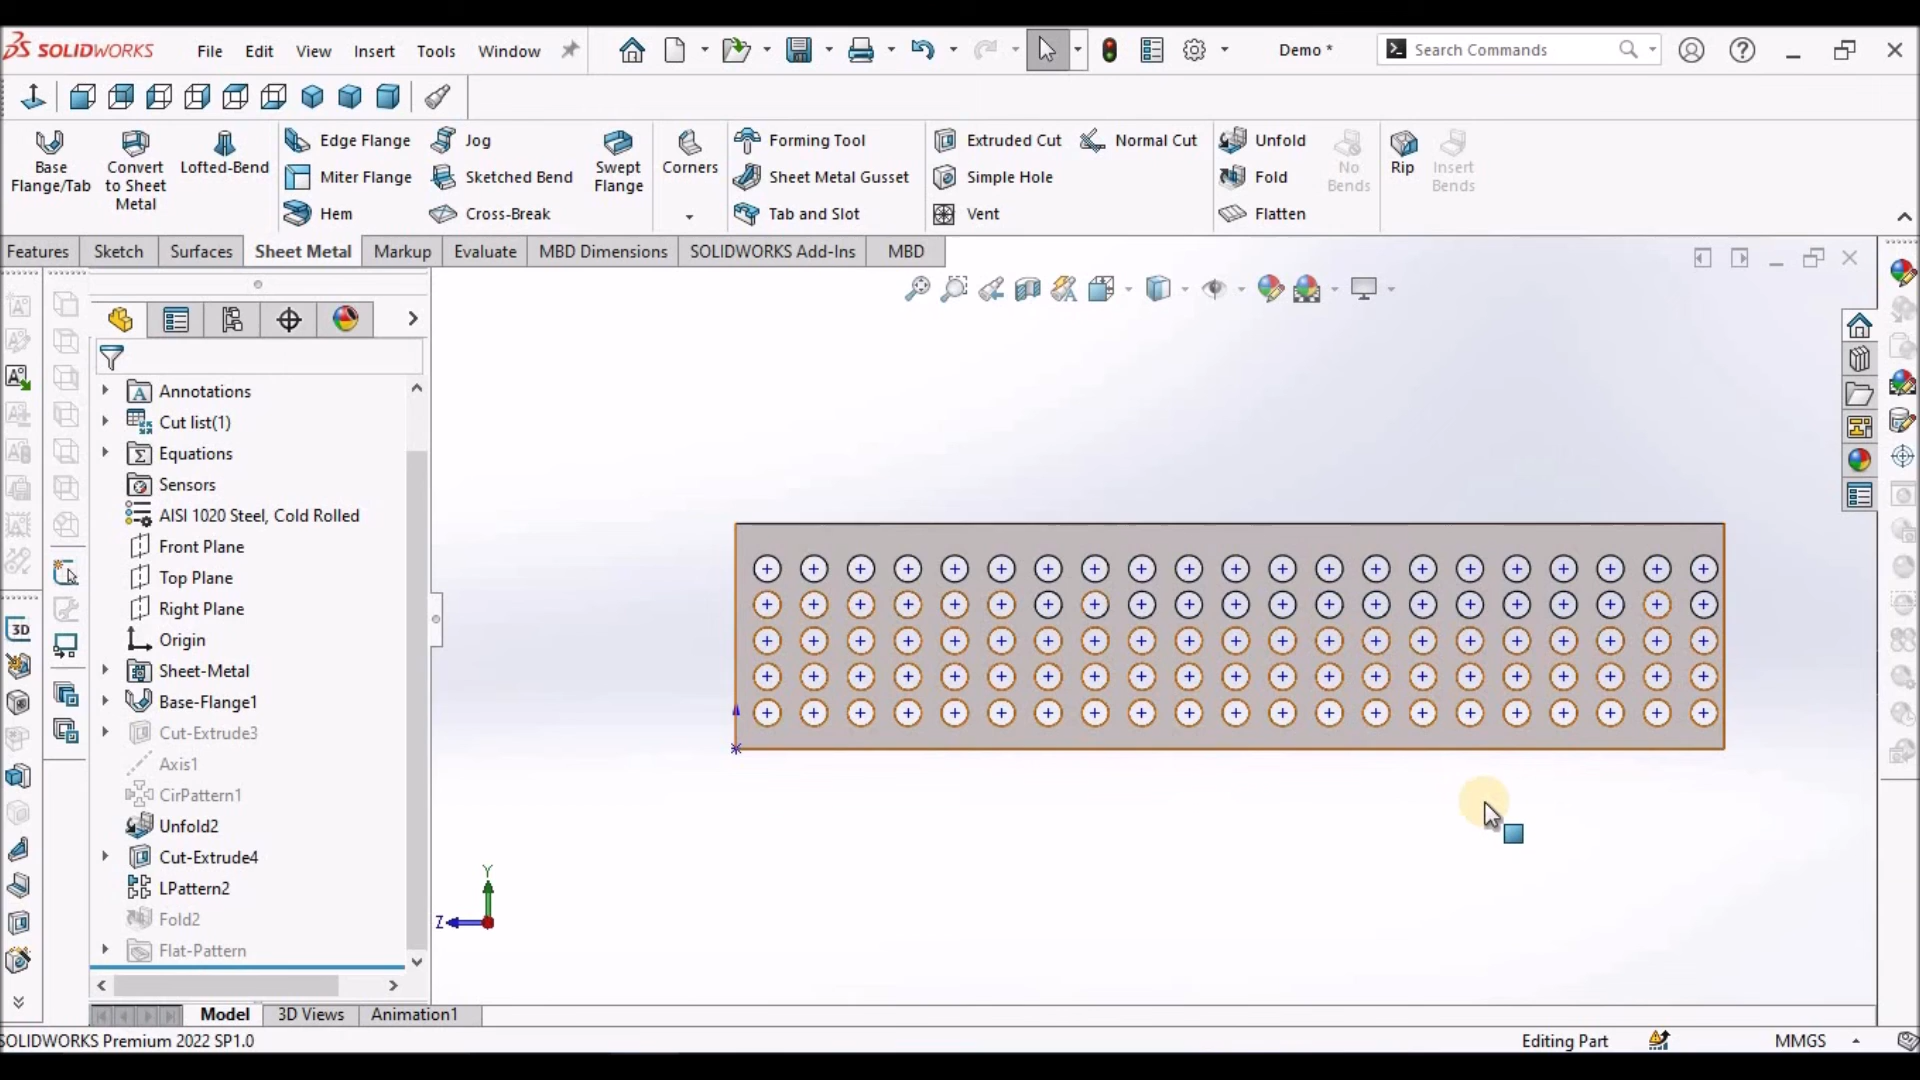 SOLIDWORKS File Edit View Insert Tools Window Demo * Search Commands
Base Flange/Tab
Convert to Sheet Metal
Lofted-Bend
Edge Flange
Miter Flange
Hem
Jog
Sketched Bend
Cross-Break
Swept Flange
Corners
Forming Tool
Sheet Metal Gusset
Tab and Slot
Extruded Cut
Simple Hole
Vent
Normal Cut
Unfold
Fold
Flatten
No Bends
Rip
Insert Bends
Features Sketch Surfaces Sheet Metal Markup Evaluate MBD Dimensions SOLIDWORKS Add-Ins MBD
Annotations
Cut list(1)
Equations
Sensors
AISI 1020 Steel, Cold Rolled
Front Plane
Top Plane
Right Plane
Origin
Sheet-Metal
Base-Flange1
Cut-Extrude3
Axis1
CirPattern1
Unfold2
Cut-Extrude4
LPattern2
Fold2
Flat-Pattern
3D
Y
Z
Model 3D Views Animation1
SOLIDWORKS Premium 2022 SP1.0 Editing Part MMGS